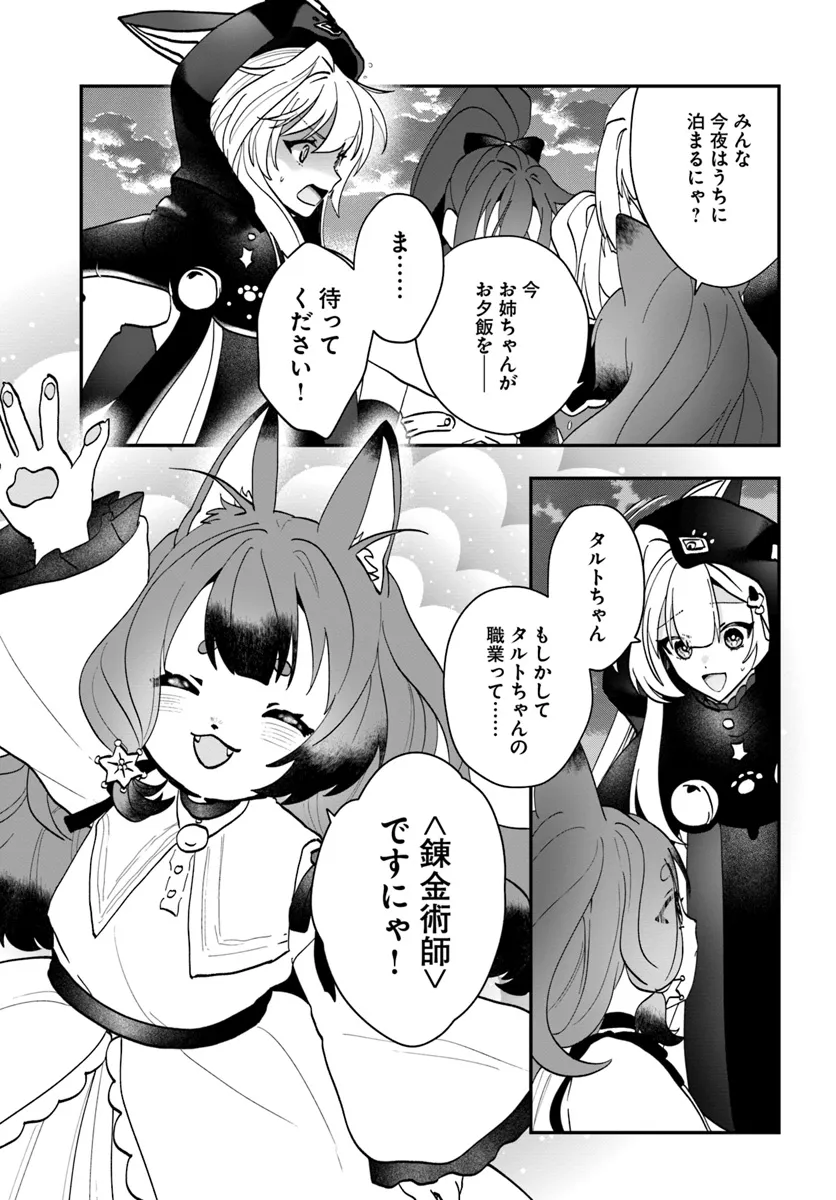 みんな
今夜はうちに
泊まるにゃ？
今
お姉ちゃんが
お夕飯を――
ま……
待って
ください！
タルトちゃん
もしかして
タルトちゃんの
職業って……
<錬金術師>
ですにゃ！